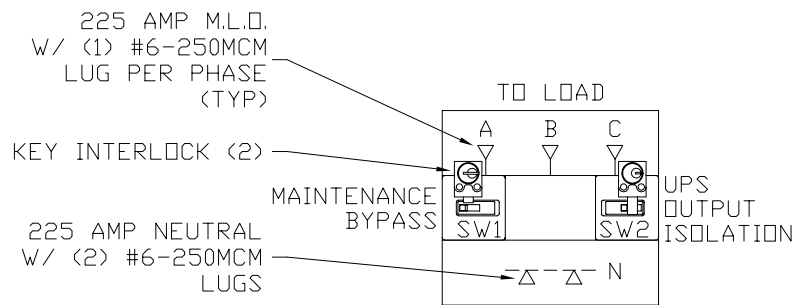 225 AMP M.L.O.
W/ (1) #6-250MCM
LUG PER PHASE
(TYP)
TO LOAD
A B C
KEY INTERLOCK (2)
MAINTENANCE
BYPASS
SW1
SW2
UPS
OUTPUT
ISOLATION
225 AMP NEUTRAL
W/ (2) #6-250MCM
LUGS
N